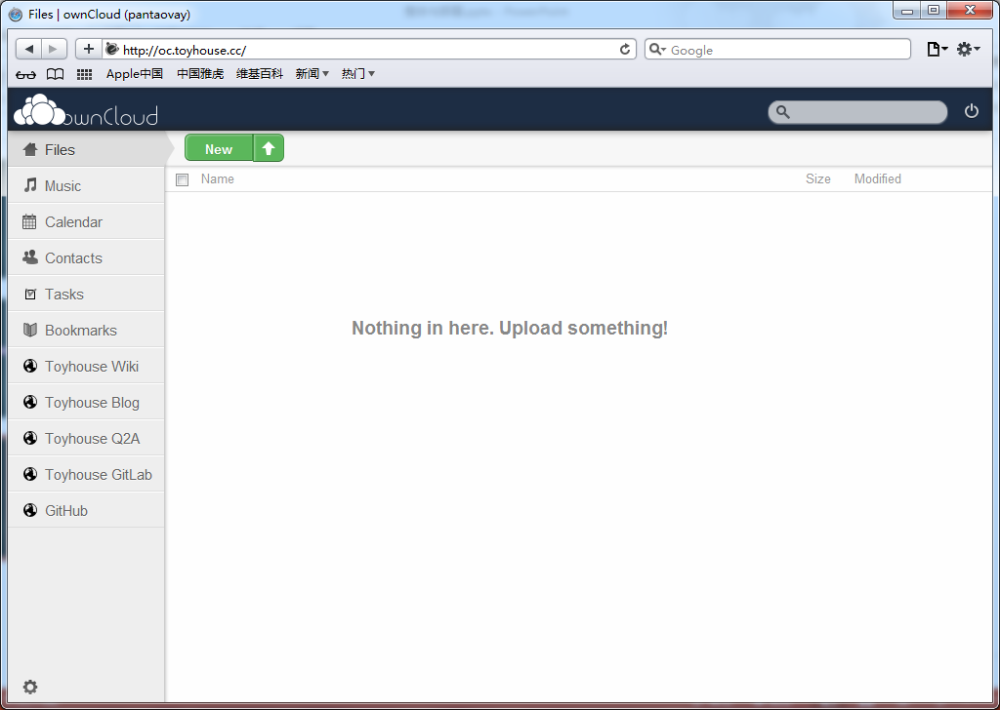 Files | ownCloud (pantaovay)
http://oc.toyhouse.cc/
Google
Apple中国 中国雅虎 维基百科 新闻 热门
ownCloud
Files
New
Music
Name Size Modified
Calendar
Contacts
Tasks
Bookmarks
Nothing in here. Upload something!
Toyhouse Wiki
Toyhouse Blog
Toyhouse Q2A
Toyhouse GitLab
GitHub